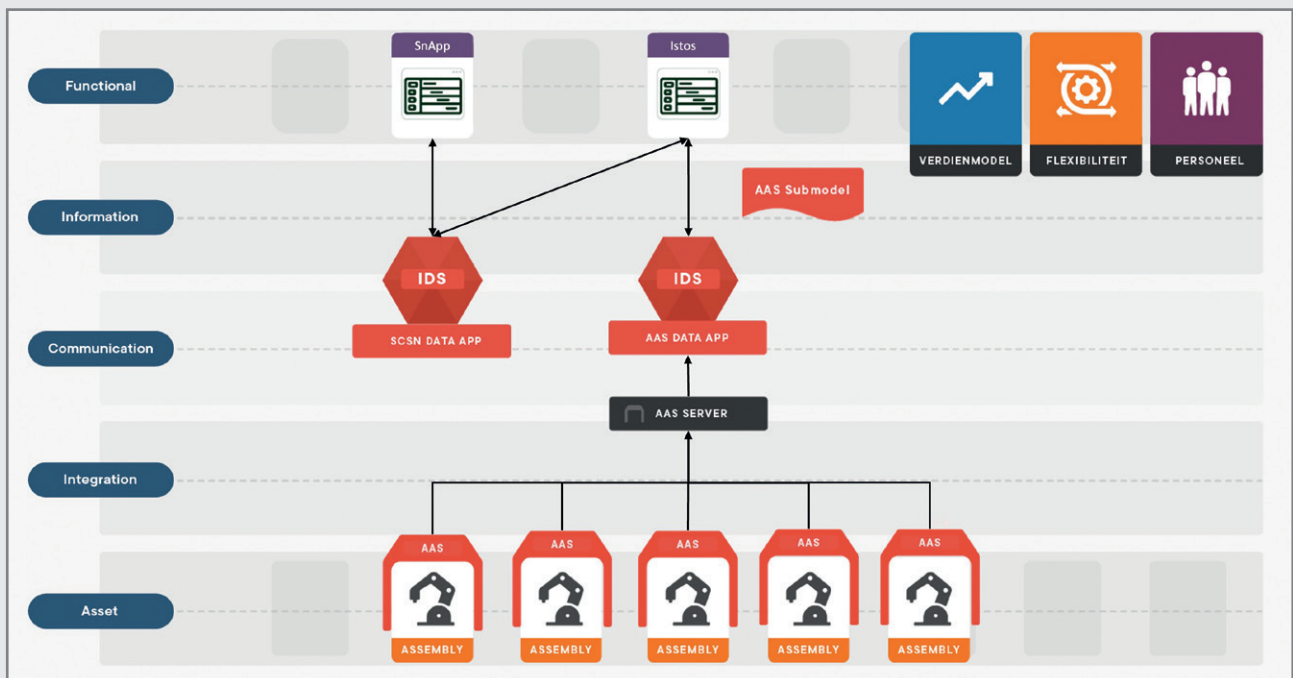 SnApp
Istos
Functional
VERDIENMODEL
FLEXIBILITEIT
PERSONEEL
AAS Submodel
Information
IDS
IDS
SCSN DATA APP
AAS DATA APP
Communication
AAS SERVER
Integration
AAS
AAS
AAS
AAS
AAS
Asset
ASSEMBLY
ASSEMBLY
ASSEMBLY
ASSEMBLY
ASSEMBLY